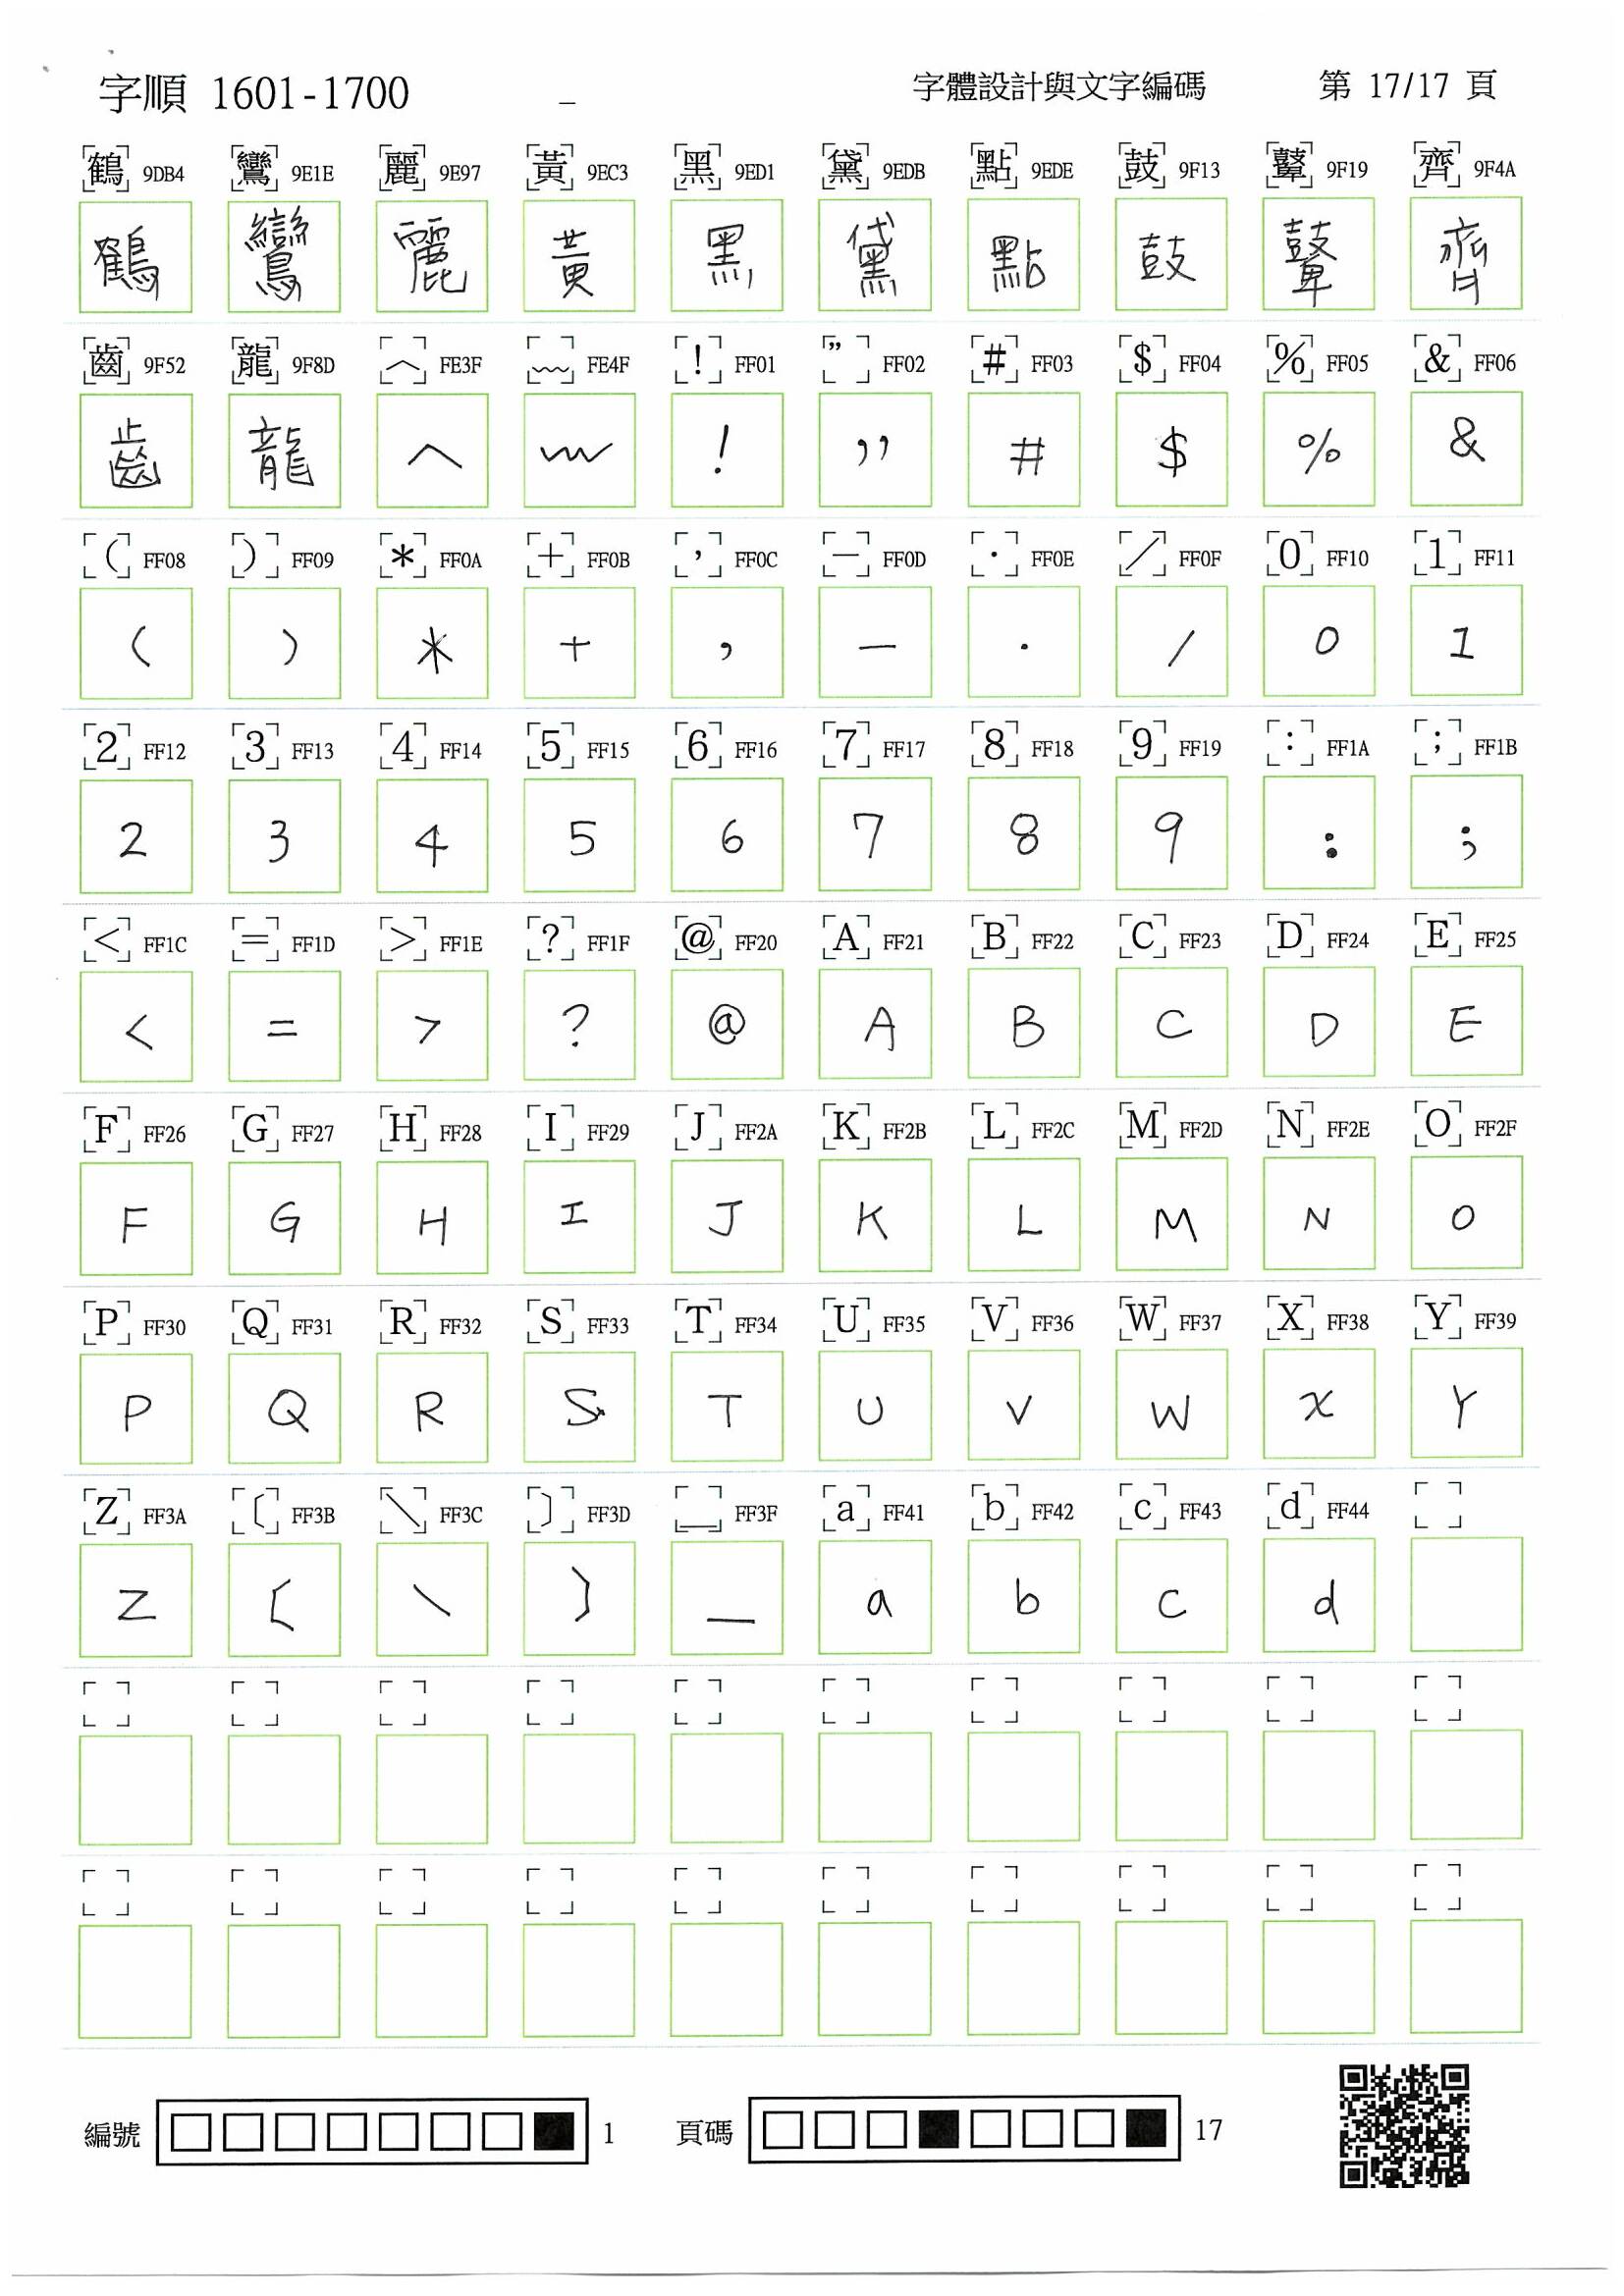 字順 1601-1700 _ 字體設計與文字編碼 第 17/17 頁
鶴 9DB4 鸞 9E1E 麗 9E97 黃 9EC3 黑 9ED1 黛 9EDB 點 9EDE 鼓 9F13 鼙 9F19 齊 9F4A
鶴 鸞 麗 黃 黑 黛 點 鼓 鼙 齊
齒 9F52 龍 9F8D ︿ FE3F ﹏ FE4F ! FF01 ” FF02 # FF03 $ FF04 % FF05 & FF06
齒 龍 ︿ ﹏ ! ” # $ % &
( FF08 ) FF09 * FF0A + FF0B , FF0C - FF0D . FF0E / FF0F 0 FF10 1 FF11
( ) * + , - . / 0 1
2 FF12 3 FF13 4 FF14 5 FF15 6 FF16 7 FF17 8 FF18 9 FF19 : FF1A ; FF1B
2 3 4 5 6 7 8 9 : ;
< FF1C = FF1D > FF1E ? FF1F @ FF20 A FF21 B FF22 C FF23 D FF24 E FF25
< = > ? @ A B C D E
F FF26 G FF27 H FF28 I FF29 J FF2A K FF2B L FF2C M FF2D N FF2E O FF2F
F G H I J K L M N O
P FF30 Q FF31 R FF32 S FF33 T FF34 U FF35 V FF36 W FF37 X FF38 Y FF39
P Q R S T U V W X Y
Z FF3A 〔 FF3B \ FF3C 〕 FF3D _ FF3F a FF41 b FF42 c FF43 d FF44
Z 〔 \ 〕 _ a b c d
編號 1 頁碼 17